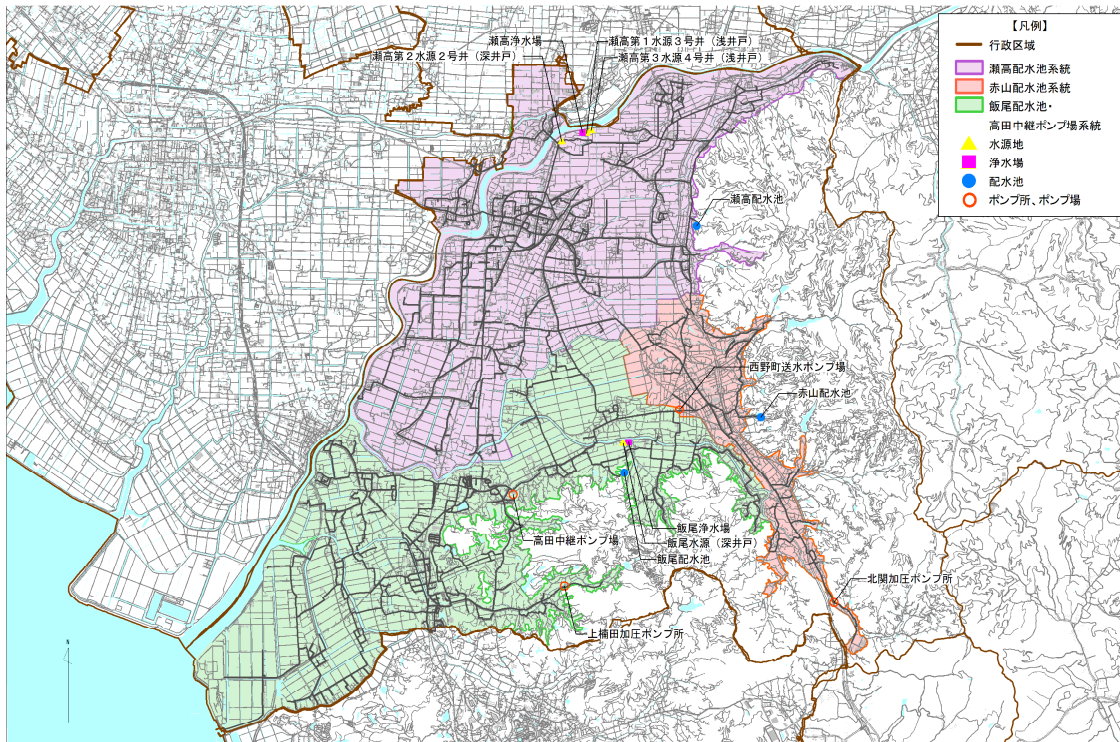 【凡例】
行政区域
瀬高配水池系統
赤山配水池系統
飯尾配水池・
高田中継ポンプ場系統
水源地
浄水場
配水池
ポンプ所、ポンプ場
瀬高浄水場
瀬高第2水源2号井（深井戸）
瀬高第1水源3号井（浅井戸）
瀬高第3水源4号井（浅井戸）
瀬高配水池
西野町送水ポンプ場
赤山配水池
飯尾浄水場
飯尾水源（深井戸）
飯尾配水池
高田中継ポンプ場
北関加圧ポンプ所
上楠田加圧ポンプ所
N